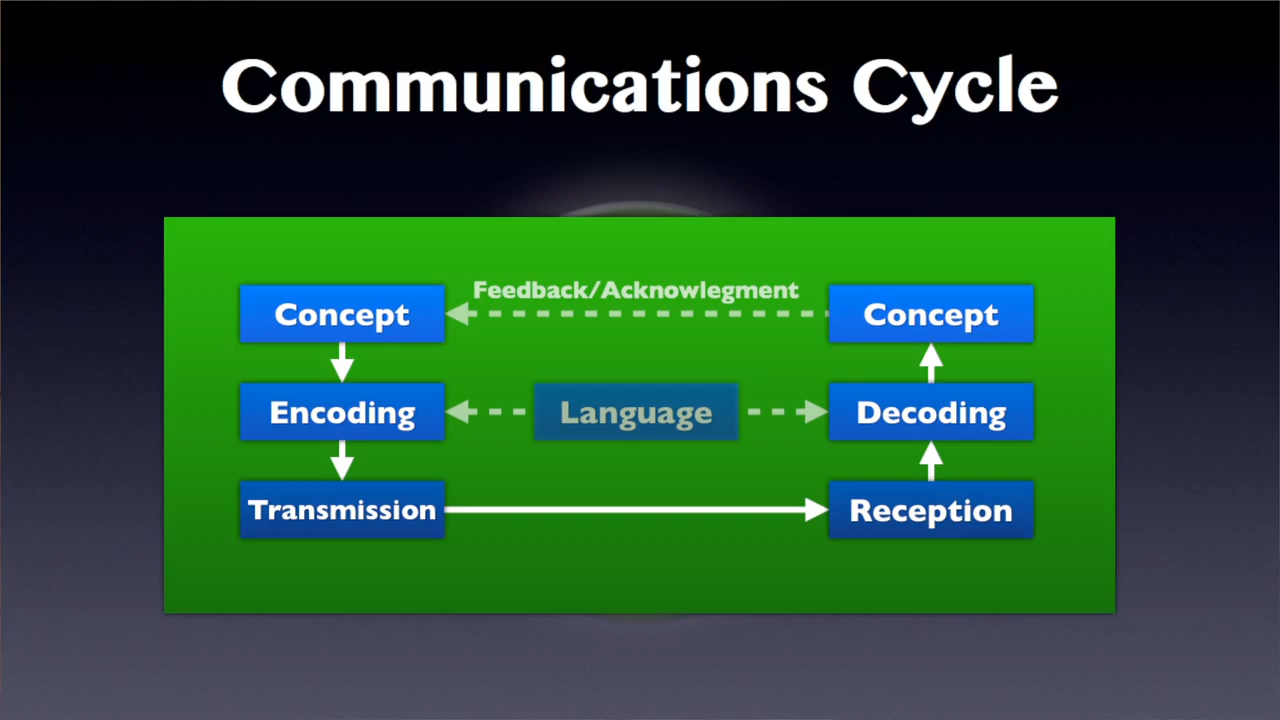 Communications Cycle
Feedback/Acknowlegment
Concept
Concept
Encoding
Language
Decoding
Transmission
Reception